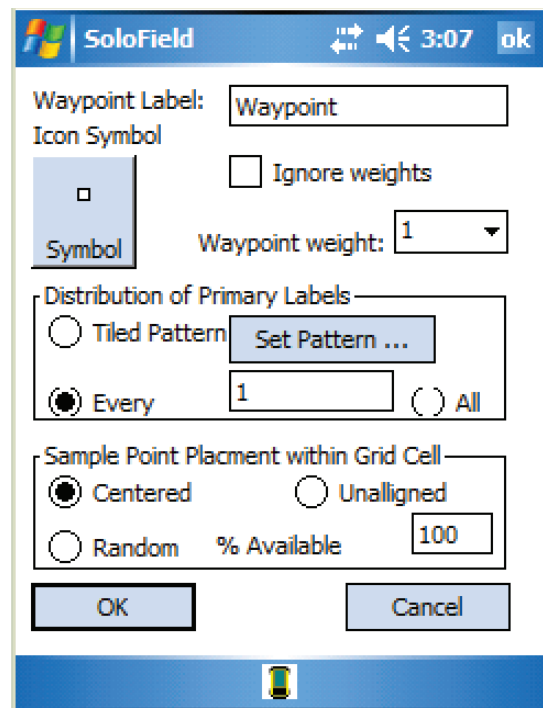 SoloField 3:07 ok
Waypoint Label: Waypoint
Icon Symbol
Ignore weights
Symbol
Waypoint weight: 1
Distribution of Primary Labels
Tiled Pattern Set Pattern ...
Every 1 All
Sample Point Placment within Grid Cell
Centered Unaligned
Random % Available 100
OK Cancel